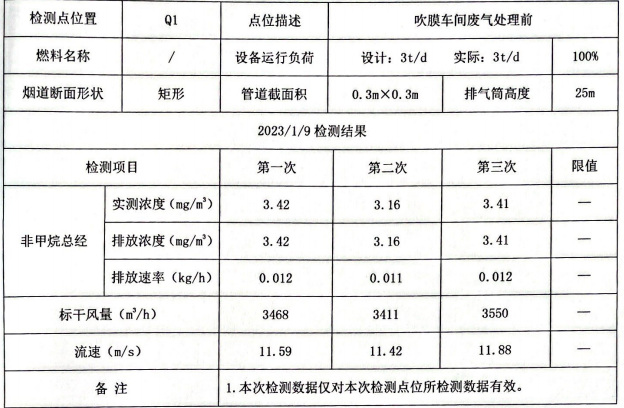 检测点位置 Q1 点位描述 吹膜车间废气处理前
燃料名称 / 设备运行负荷 设计：3t/d 实际：3t/d 100%
烟道断面形状 矩形 管道截面积 0.3m×0.3m 排气筒高度 25m
2023/1/9 检测结果
检测项目 第一次 第二次 第三次 限值
非甲烷总经 实测浓度（mg/m³） 3.42 3.16 3.41 —
排放浓度（mg/m³） 3.42 3.16 3.41 —
排放速率（kg/h） 0.012 0.011 0.012 —
标干风量（m³/h） 3468 3411 3550 —
流速（m/s） 11.59 11.42 11.88 —
备 注 1.本次检测数据仅对本次检测点位所检测数据有效。